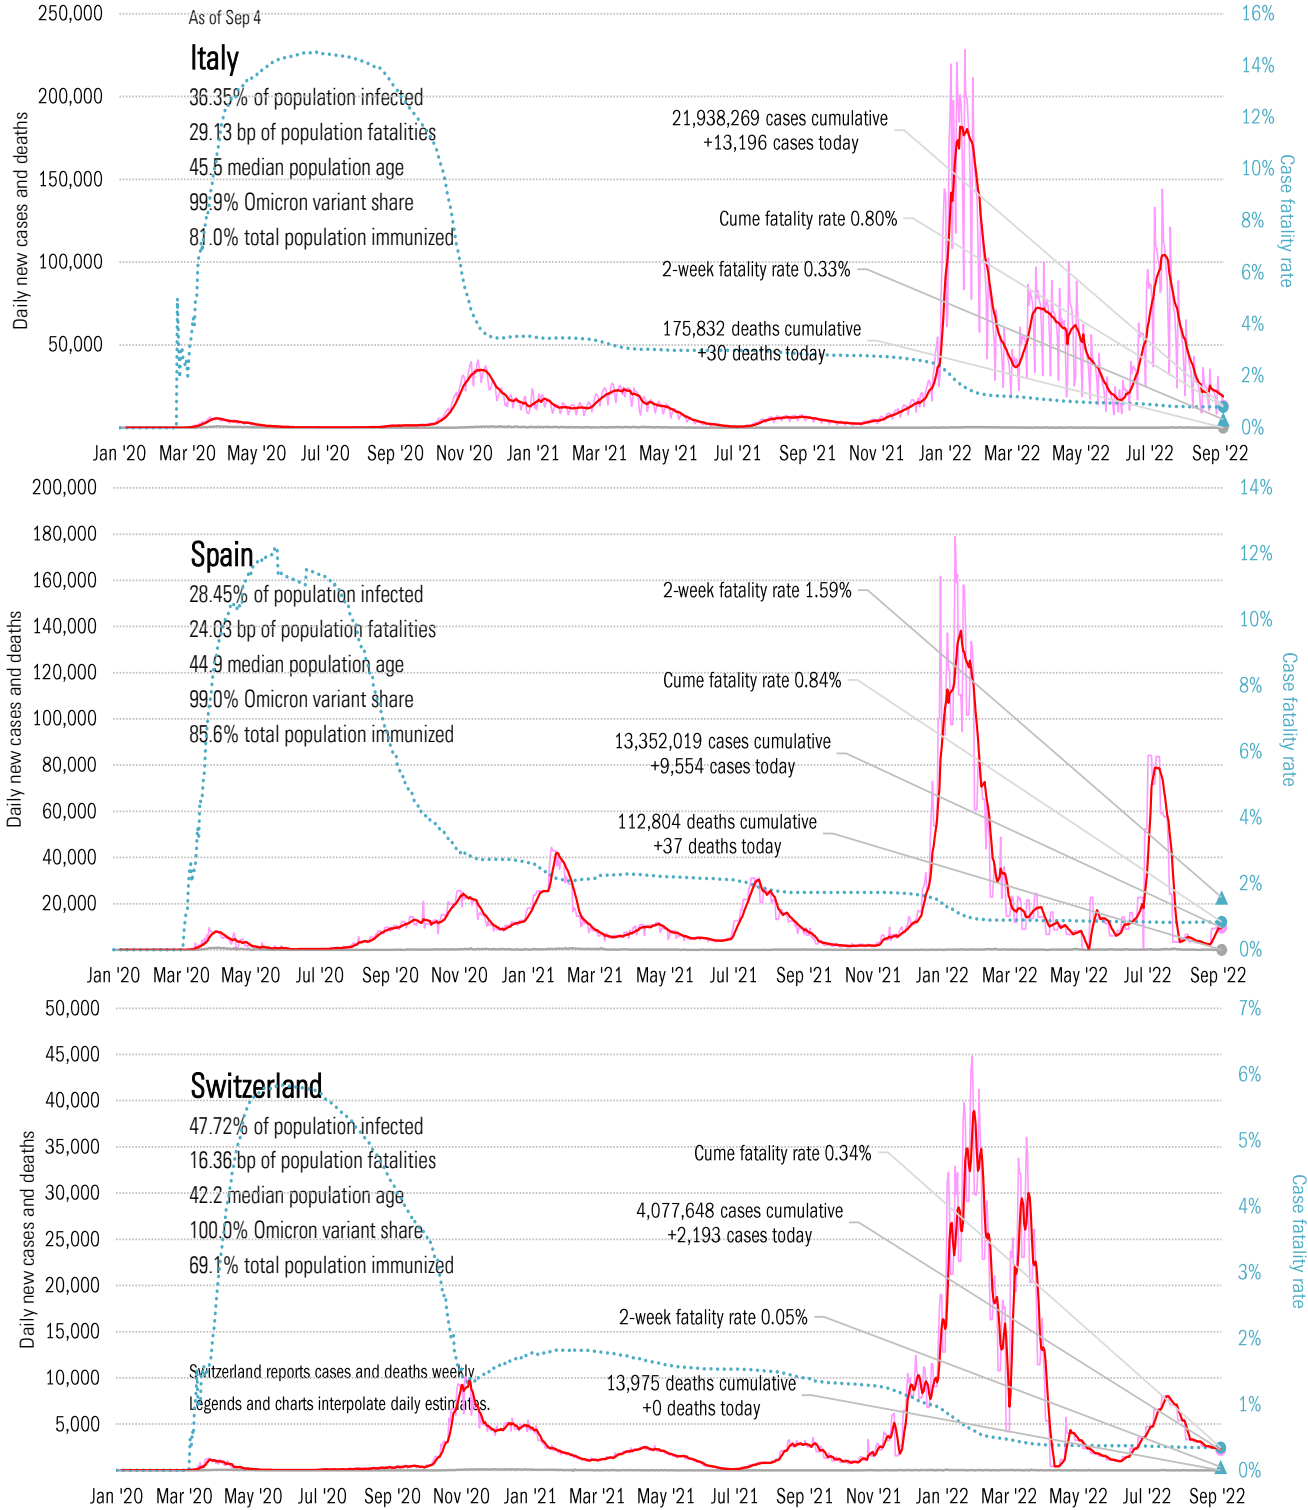 As of Sep 4
Italy
36.35% of population infected
29.13 bp of population fatalities
45.5 median population age
99.9% Omicron variant share
81.0% total population immunized
21,938,269 cases cumulative
+13,196 cases today
Cume fatality rate 0.80%
2-week fatality rate 0.33%
175,832 deaths cumulative
+30 deaths today
Daily new cases and deaths
250,000
200,000
150,000
100,000
50,000
Case fatality rate
16%
14%
12%
10%
8%
6%
4%
2%
0%
Jan '20 Mar '20 May '20 Jul '20 Sep '20 Nov '20 Jan '21 Mar '21 May '21 Jul '21 Sep '21 Nov '21 Jan '22 Mar '22 May '22 Jul '22 Sep '22
Spain
28.45% of population infected
24.03 bp of population fatalities
44.9 median population age
99.0% Omicron variant share
85.6% total population immunized
2-week fatality rate 1.59%
Cume fatality rate 0.84%
13,352,019 cases cumulative
+9,554 cases today
112,804 deaths cumulative
+37 deaths today
Daily new cases and deaths
200,000
180,000
160,000
140,000
120,000
100,000
80,000
60,000
40,000
20,000
Case fatality rate
14%
12%
10%
8%
6%
4%
2%
0%
Jan '20 Mar '20 May '20 Jul '20 Sep '20 Nov '20 Jan '21 Mar '21 May '21 Jul '21 Sep '21 Nov '21 Jan '22 Mar '22 May '22 Jul '22 Sep '22
Switzerland
47.72% of population infected
16.36 bp of population fatalities
42.2 median population age
100.0% Omicron variant share
69.1% total population immunized
Switzerland reports cases and deaths weekly.
Legends and charts interpolate daily estimates.
Cume fatality rate 0.34%
4,077,648 cases cumulative
+2,193 cases today
2-week fatality rate 0.05%
13,975 deaths cumulative
+0 deaths today
Daily new cases and deaths
50,000
45,000
40,000
35,000
30,000
25,000
20,000
15,000
10,000
5,000
Case fatality rate
7%
6%
5%
4%
3%
2%
1%
0%
Jan '20 Mar '20 May '20 Jul '20 Sep '20 Nov '20 Jan '21 Mar '21 May '21 Jul '21 Sep '21 Nov '21 Jan '22 Mar '22 May '22 Jul '22 Sep '22